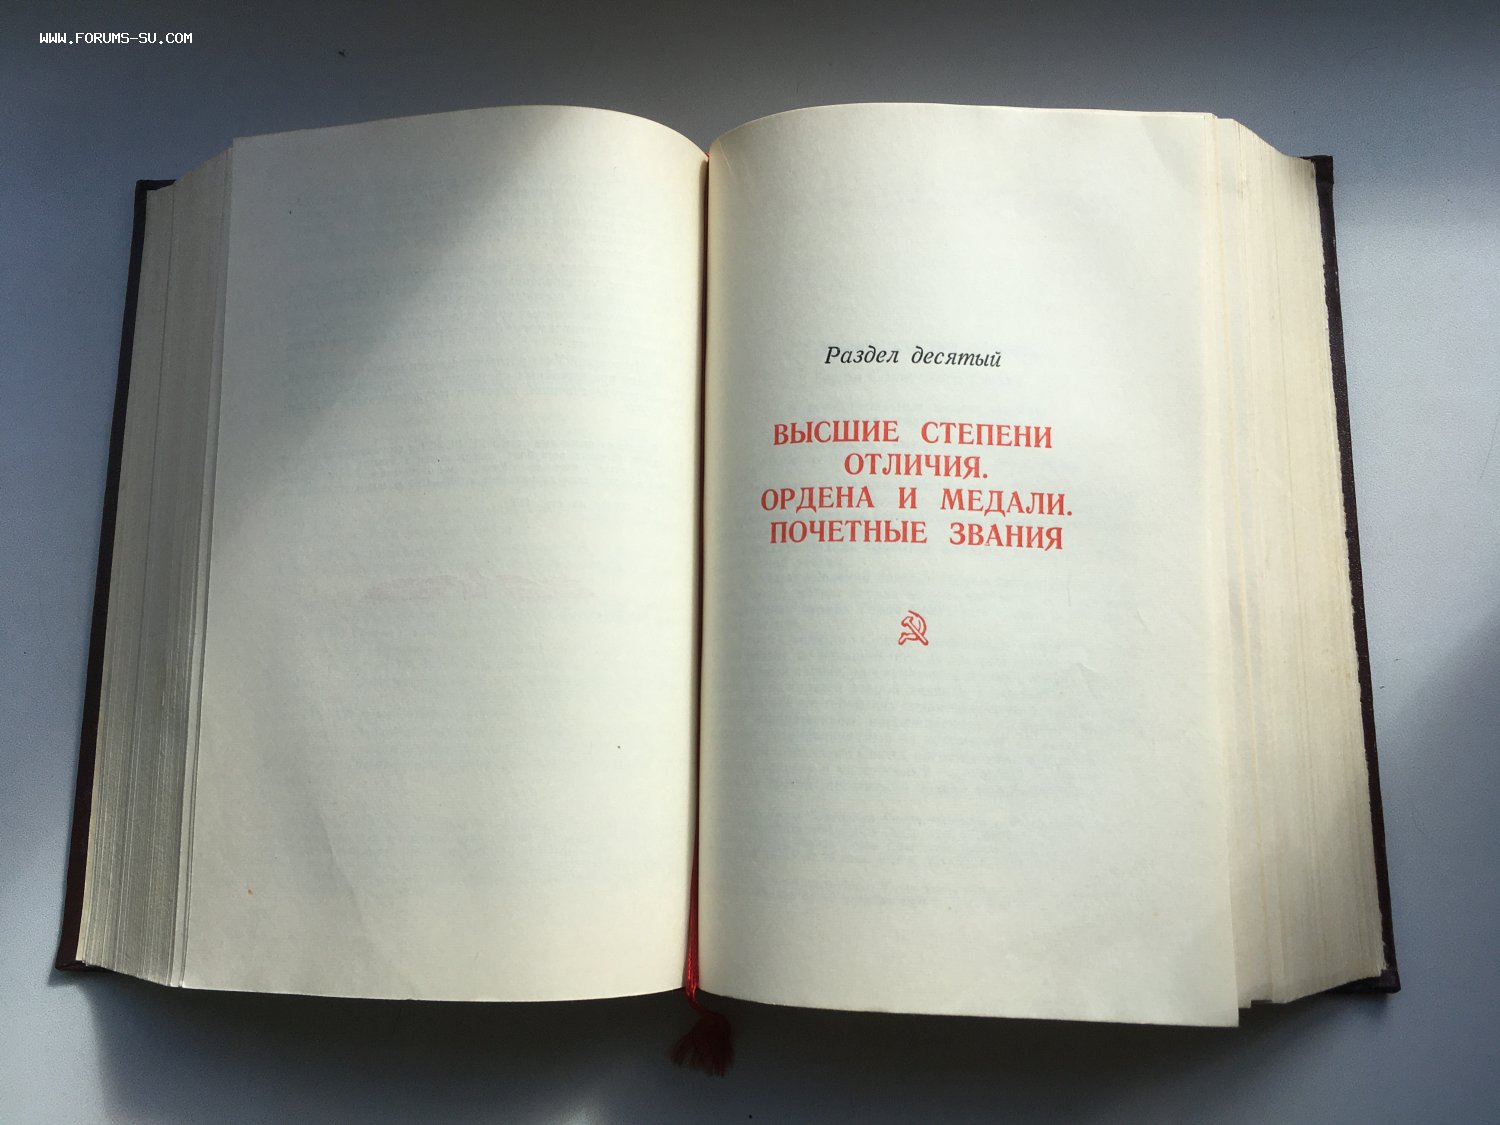 WWW.FORUMS-SU.COM
Раздел десятый
ВЫСШИЕ СТЕПЕНИ
ОТЛИЧИЯ.
ОРДЕНА И МЕДАЛИ.
ПОЧЕТНЫЕ ЗВАНИЯ